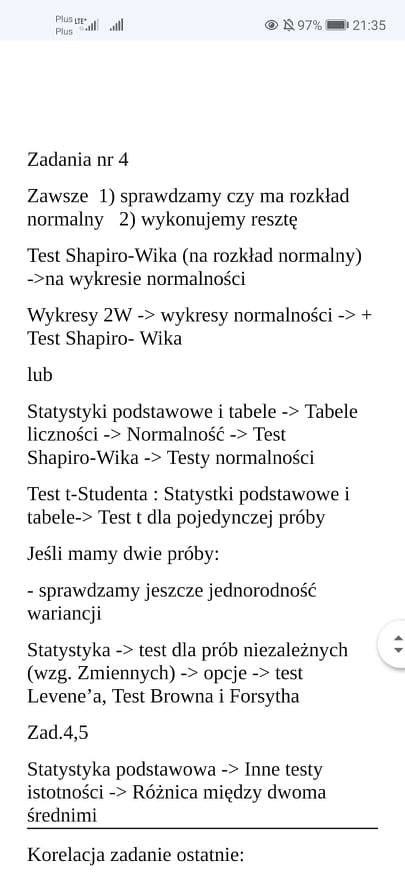 Plus LTE+
Plus
97% 21:35
Zadania nr 4
Zawsze 1) sprawdzamy czy ma rozkład
normalny 2) wykonujemy resztę
Test Shapiro-Wika (na rozkład normalny)
->na wykresie normalności
Wykresy 2W -> wykresy normalności -> +
Test Shapiro- Wika
lub
Statystyki podstawowe i tabele -> Tabele
liczności -> Normalność -> Test
Shapiro-Wika -> Testy normalności
Test t-Studenta : Statystki podstawowe i
tabele-> Test t dla pojedynczej próby
Jeśli mamy dwie próby:
- sprawdzamy jeszcze jednorodność
wariancji
Statystyka -> test dla prób niezależnych
(wzg. Zmiennych) -> opcje -> test
Levene’a, Test Browna i Forsytha
Zad.4,5
Statystyka podstawowa -> Inne testy
istotności -> Różnica między dwoma
średnimi
Korelacja zadanie ostatnie: